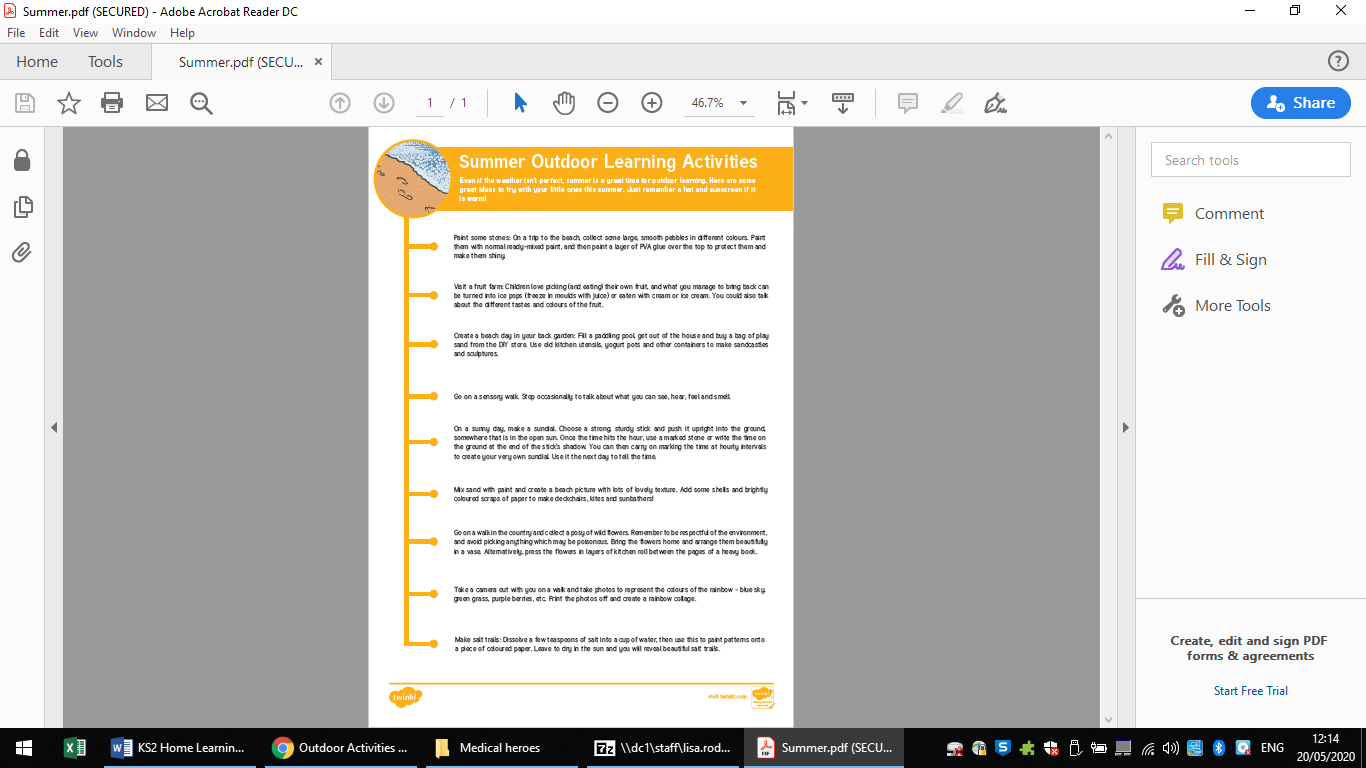 Summer.pdf (SECURED) - Adobe Acrobat Reader DC
File Edit View Window Help
Home Tools Summer.pdf (SECU... ×
1 / 1 46.7% Share
Summer Outdoor Learning Activities
Even if the weather isn't perfect, summer is a great time for outdoor learning. Here are some
great ideas to try with your little ones this summer. Just remember a hat and sunscreen if it
is warm!
Paint some stones: On a trip to the beach, collect some large, smooth pebbles in different colours. Paint
them with normal ready-mixed paint, and then paint a layer of PVA glue over the top to protect them and
make them shiny.
Visit a fruit farm: Children love picking (and eating) their own fruit, and what you manage to bring back can
be turned into ice pops (freeze in moulds with juice) or eaten with cream or ice cream. You could also talk
about the different tastes and colours of the fruit.
Create a beach day in your back garden: Fill a paddling pool, get out of the house and buy a bag of play
sand from the DIY store. Use old kitchen utensils, yogurt pots and other containers to make sandcastles
and sculptures.
Go on a sensory walk. Stop occasionally to talk about what you can see, hear, feel and smell.
On a sunny day, make a sundial. Choose a strong, sturdy stick and push it upright into the ground,
somewhere that is in the open sun. Once the time hits the hour, use a marked stone or write the time on
the ground at the end of the stick's shadow. You can then carry on marking the time at hourly intervals
to create your very own sundial. Use it the next day to tell the time.
Mix sand with paint and create a beach picture with lots of lovely texture. Add some shells and brightly
coloured scraps of paper to make deckchairs, kites and sunbathers!
Go on a walk in the country and collect a posy of wild flowers. Remember to be respectful of the environment,
and avoid picking anything which may be poisonous. Bring the flowers home and arrange them beautifully
in a vase. Alternatively, press the flowers in layers of kitchen roll between the pages of a heavy book.
Take a camera out with you on a walk and take photos to represent the colours of the rainbow - blue sky,
green grass, purple berries, etc. Print the photos off and create a rainbow collage.
Make salt trails: Dissolve a few teaspoons of salt into a cup of water, then use this to paint patterns onto
a piece of coloured paper. Leave to dry in the sun and you will reveal beautiful salt trails.
twinkl
visit twinkl.com
Search tools
Comment
Fill & Sign
More Tools
Create, edit and sign PDF
forms & agreements
Start Free Trial
KS2 Home Learnin... Outdoor Activities ... Medical heroes \\dc1\staff\lisa.rod... Summer.pdf (SECU... ENG 12:14
20/05/2020